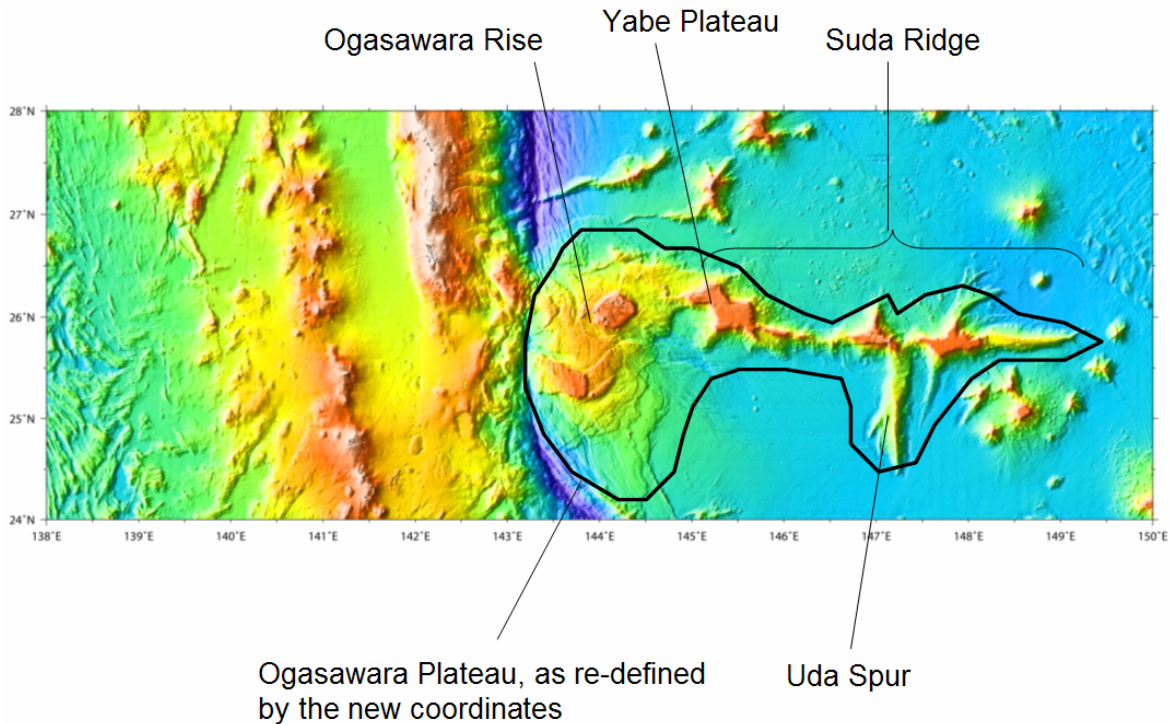 Yabe Plateau
Ogasawara Rise
Suda Ridge
28°N
27°N
26°N
25°N
24°N
138°E 139°E 140°E 141°E 142°E 143°E 144°E 145°E 146°E 147°E 148°E 149°E 150°E
Ogasawara Plateau, as re-defined
by the new coordinates
Uda Spur